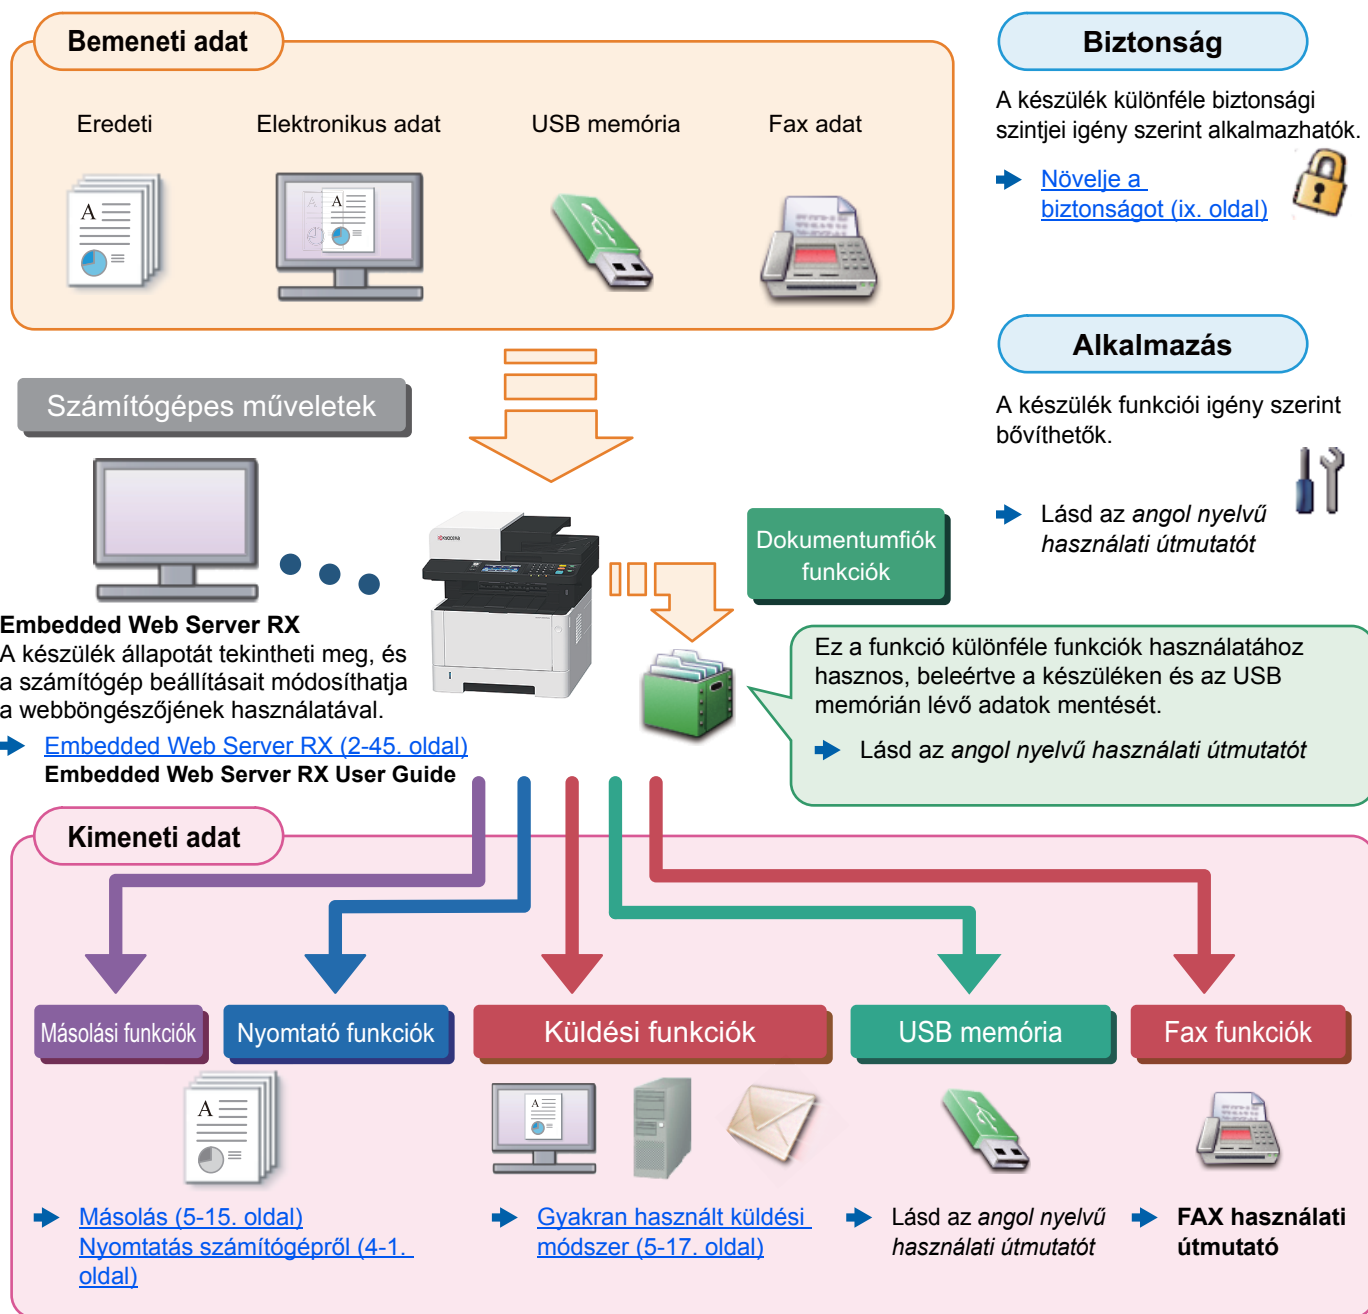 Bemeneti adat
Eredeti
Elektronikus adat
USB memória
Fax adat
Biztonság
A készülék különféle biztonsági
szintjei igény szerint alkalmazhatók.
Növelje a
biztonságot (ix. oldal)
Alkalmazás
A készülék funkciói igény szerint
bővíthetők.
Lásd az angol nyelvű
használati útmutatót
Számítógépes műveletek
Embedded Web Server RX
A készülék állapotát tekintheti meg, és
a számítógép beállításait módosíthatja
a webböngészőjének használatával.
Embedded Web Server RX (2-45. oldal)
Embedded Web Server RX User Guide
KYOCERA
Dokumentumfiók
funkciók
Ez a funkció különféle funkciók használatához
hasznos, beleértve a készüléken és az USB
memórián lévő adatok mentését.
Lásd az angol nyelvű használati útmutatót
Kimeneti adat
Másolási funkciók
Nyomtató funkciók
Küldési funkciók
USB memória
Fax funkciók
Másolás (5-15. oldal)
Nyomtatás számítógépről (4-1.
oldal)
Gyakran használt küldési
módszer (5-17. oldal)
Lásd az angol nyelvű
használati útmutatót
FAX használati
útmutató